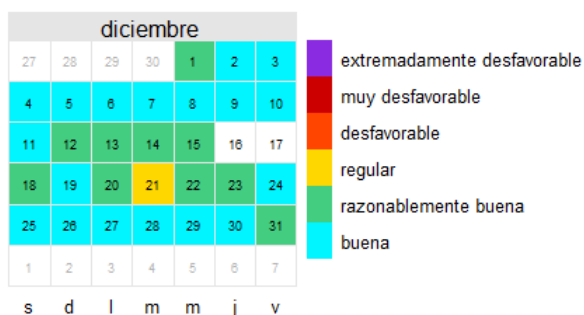 diciembre
27 28 29 30 1 2 3
4 5 6 7 8 9 10
11 12 13 14 15 16 17
18 19 20 21 22 23 24
25 26 27 28 29 30 31
1 2 3 4 5 6 7
s d l m m j v
extremadamente desfavorable
muy desfavorable
desfavorable
regular
razonablemente buena
buena